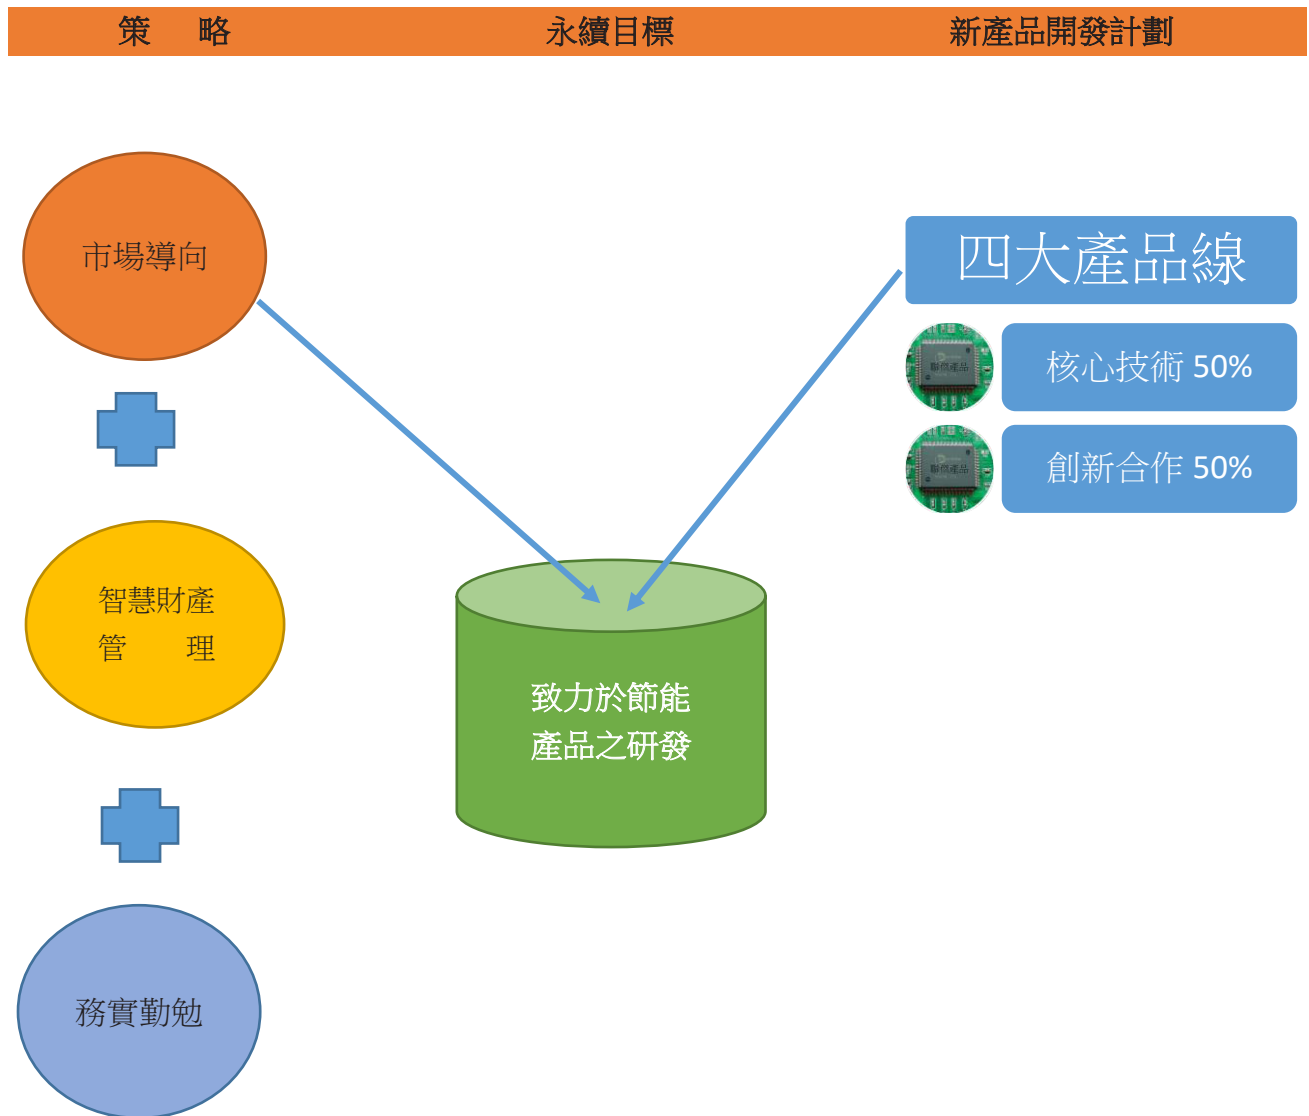 策　略
永續目標
新產品開發計劃
市場導向
智慧財產
管　理
務實勤勉
致力於節能
產品之研發
四大產品線
核心技術 50%
創新合作 50%